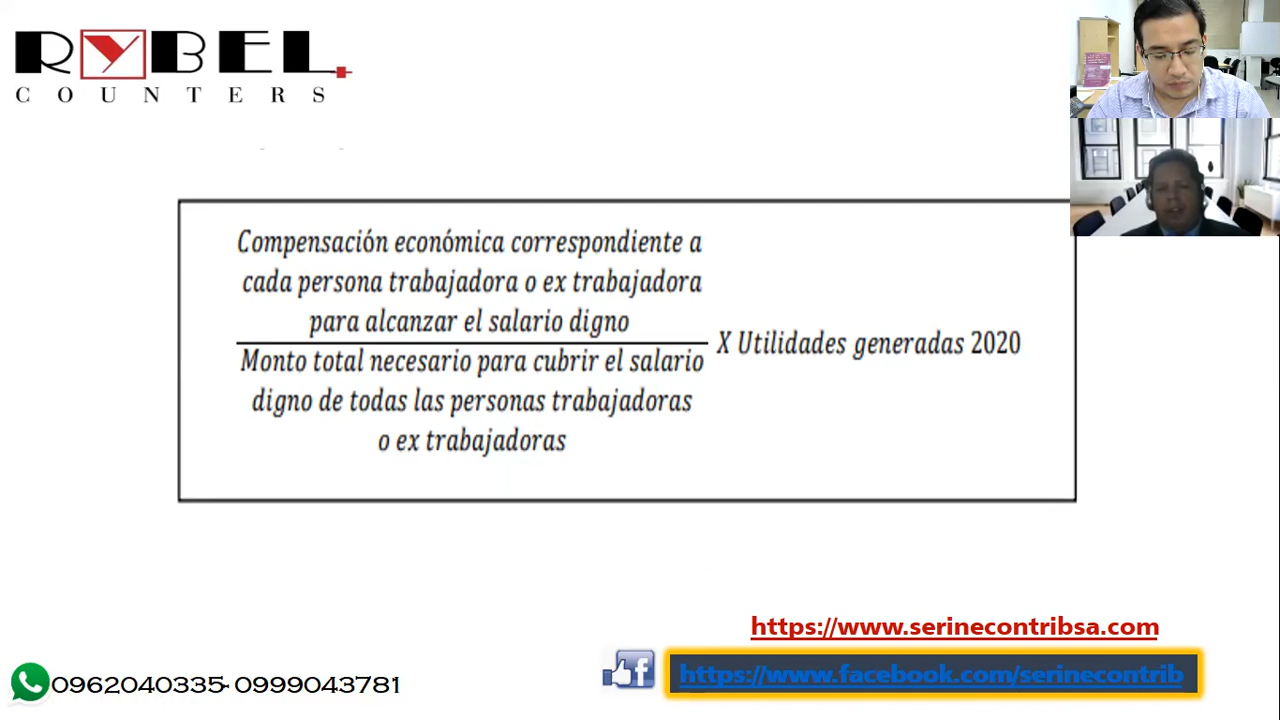 RYBEL.
COUNTERS
Compensación económica correspondiente a
cada persona trabajadora o ex trabajadora
para alcanzar el salario digno
Monto total necesario para cubrir el salario
digno de todas las personas trabajadoras
o ex trabajadoras
X Utilidades generadas 2020
https://www.serinecontribsa.com
https://www.facebook.com/serinecontrib
0962040335- 0999043781